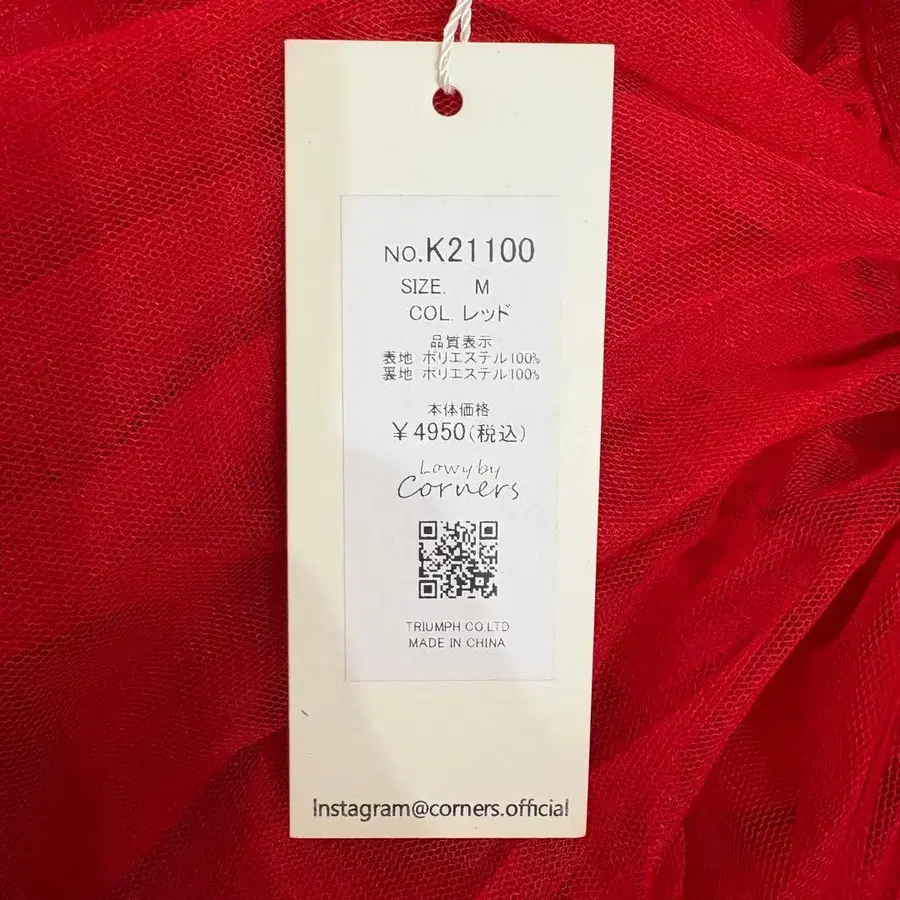 NO.K21100
SIZE. M
COL. レッド
品質表示
表地 ポリエステル100%
裏地 ポリエステル100%
本体価格
￥4950(税込)
Lowy by
Corners
TRIUMPH CO.LTD
MADE IN CHINA
Instagram@corners.official